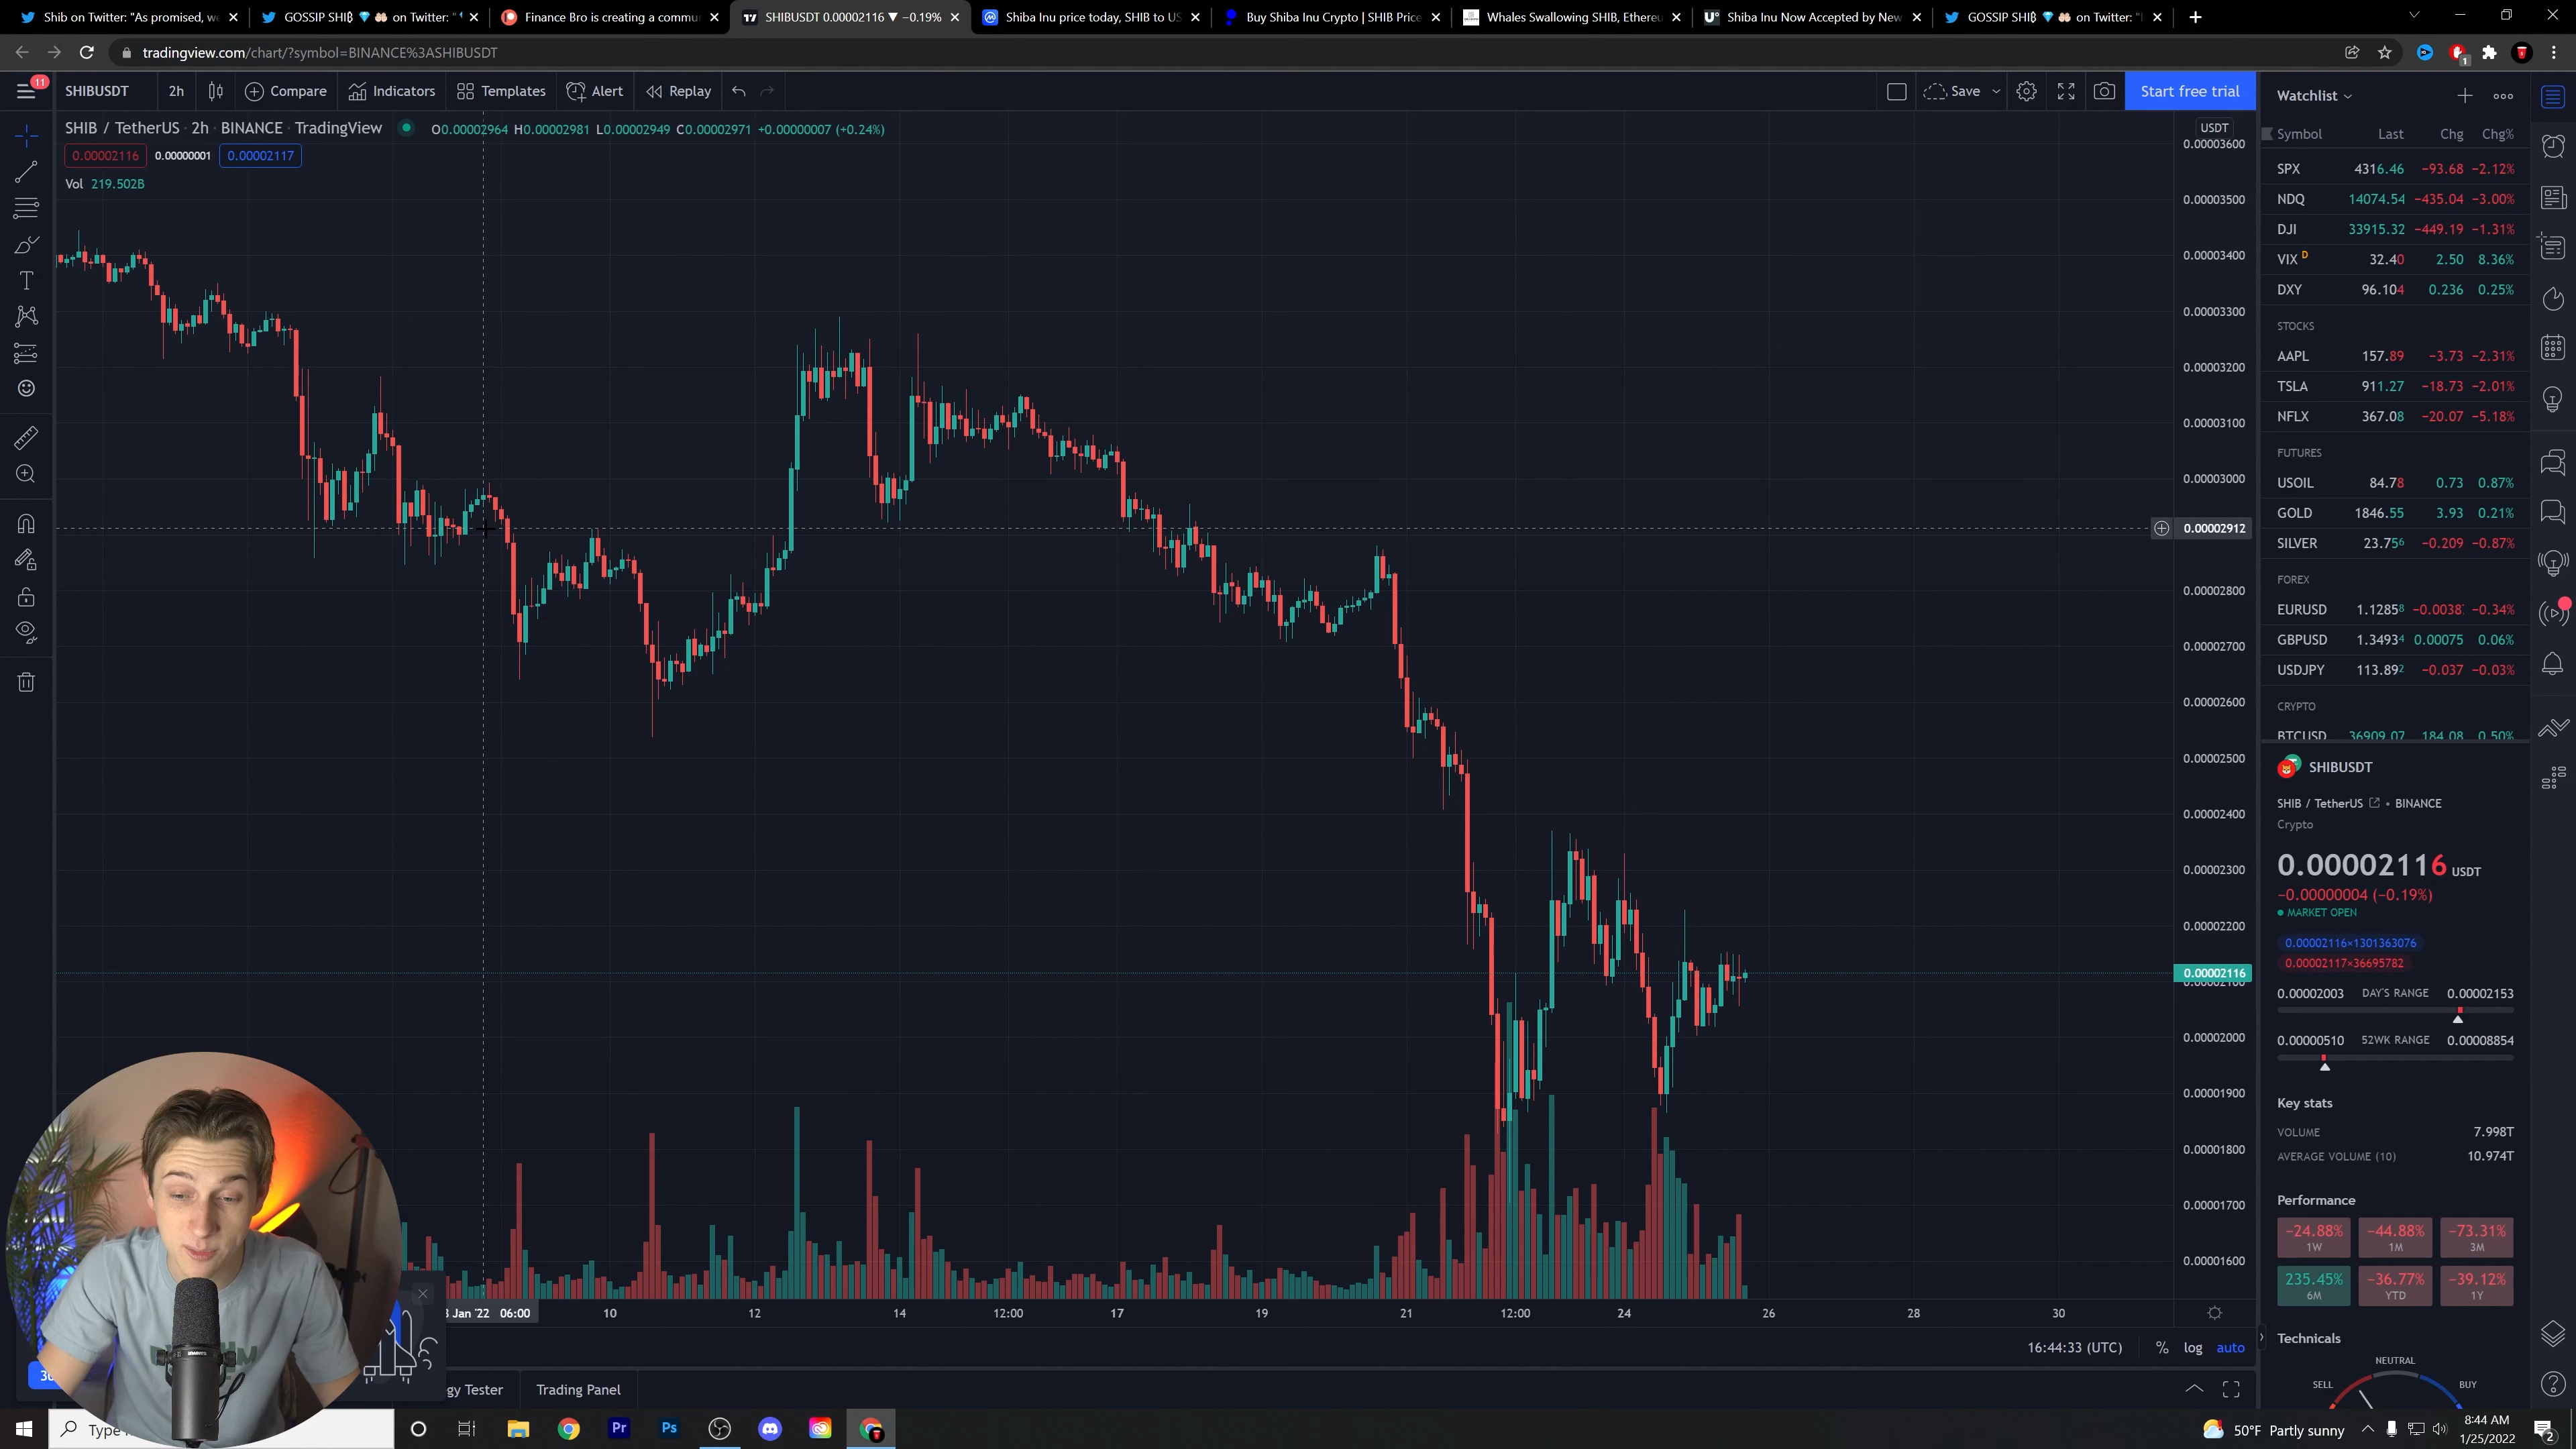 Shib on Twitter: "As promised, we
GOSSIP SHIB 💎 🤲🏻 on Twitter: "
Finance Bro is creating a commu
SHIBUSDT 0.00002116 ▼ −0.19%
Shiba Inu price today, SHIB to US
Buy Shiba Inu Crypto | SHIB Price
Whales Swallowing SHIB, Ethereu
Shiba Inu Now Accepted by New
GOSSIP SHIB 💎 🤲🏻 on Twitter: "
tradingview.com/chart/?symbol=BINANCE%3ASHIBUSDT
11
SHIBUSDT 2h Compare Indicators Templates Alert Replay Save Start free trial
SHIB / TetherUS · 2h · BINANCE · TradingView O0.00002964 H0.00002981 L0.00002949 C0.00002971 +0.00000007 (+0.24%)
0.00002116 0.00000001 0.00002117
Vol 219.502B
USDT
0.00003600
0.00003500
0.00003400
0.00003300
0.00003200
0.00003100
0.00003000
0.00002912
0.00002800
0.00002700
0.00002600
0.00002500
0.00002400
0.00002300
0.00002200
0.00002116
0.00002100
0.00002000
0.00001900
0.00001800
0.00001700
0.00001600
Jan '22 06:00 10 12 14 12:00 17 19 21 12:00 24 26 28 30
16:44:33 (UTC) % log auto
Tester Trading Panel
Watchlist
Symbol Last Chg Chg%
SPX 4316.46 −93.68 −2.12%
NDQ 14074.54 −435.04 −3.00%
DJI 33915.32 −449.19 −1.31%
VIX D 32.40 2.50 8.36%
DXY 96.104 0.236 0.25%
STOCKS
AAPL 157.89 −3.73 −2.31%
TSLA 911.27 −18.73 −2.01%
NFLX 367.08 −20.07 −5.18%
FUTURES
USOIL 84.78 0.73 0.87%
GOLD 1846.55 3.93 0.21%
SILVER 23.756 −0.209 −0.87%
FOREX
EURUSD 1.12858 −0.0038 −0.34%
GBPUSD 1.34934 0.00075 0.06%
USDJPY 113.892 −0.037 −0.03%
CRYPTO
BTCUSD 36909.07 184.08 0.50%
SHIBUSDT
SHIB / TetherUS • BINANCE
Crypto
0.00002116 USDT
−0.00000004 (−0.19%)
MARKET OPEN
0.00002116×1301363076
0.00002117×36695782
0.00002003 DAY'S RANGE 0.00002153
0.00000510 52WK RANGE 0.00008854
Key stats
VOLUME 7.998T
AVERAGE VOLUME (10) 10.974T
Performance
−24.88% −44.88% −73.31%
1W 1M 3M
235.45% −36.77% −39.12%
6M YTD 1Y
Technicals
NEUTRAL
SELL BUY
Type
Pr
Ps
50°F Partly sunny
8:44 AM
1/25/2022
2